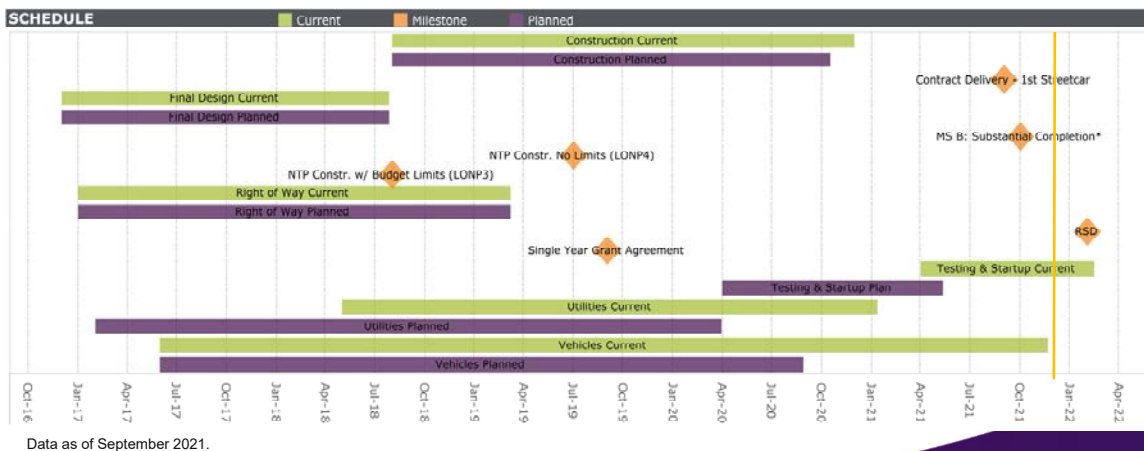 SCHEDULE
Current Milestone Planned
Construction Current
Construction Planned
Contract Delivery - 1st Streetcar
Final Design Current
Final Design Planned
MS B: Substantial Completion*
NTP Constr. No Limits (LONP4)
NTP Constr. w/ Budget Limits (LONP3)
Right of Way Current
Right of Way Planned
RSD
Single Year Grant Agreement
Testing & Startup Current
Testing & Startup Plan
Utilities Current
Utilities Planned
Vehicles Current
Vehicles Planned
Oct-16 Jan-17 Apr-17 Jul-17 Oct-17 Jan-18 Apr-18 Jul-18 Oct-18 Jan-19 Apr-19 Jul-19 Oct-19 Jan-20 Apr-20 Jul-20 Oct-20 Jan-21 Apr-21 Jul-21 Oct-21 Jan-22 Apr-22
Data as of September 2021.